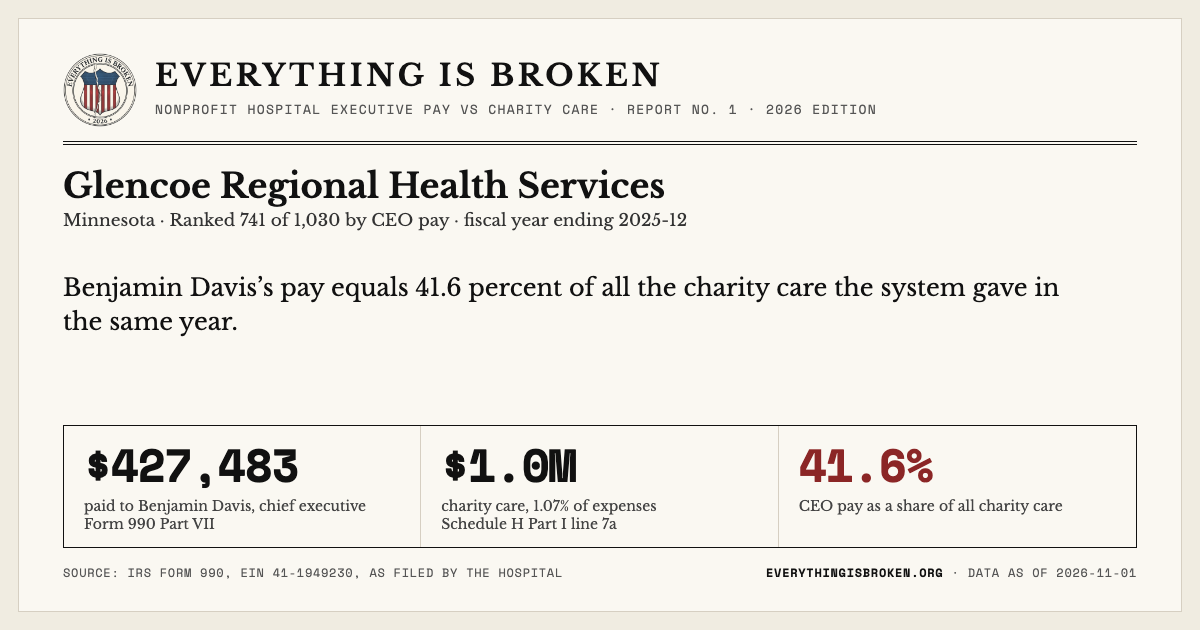 EVERYTHING IS BROKEN
2026
EVERYTHING IS BROKEN
NONPROFIT HOSPITAL EXECUTIVE PAY VS CHARITY CARE · REPORT NO. 1 · 2026 EDITION
Glencoe Regional Health Services
Minnesota · Ranked 741 of 1,030 by CEO pay · fiscal year ending 2025-12
Benjamin Davis’s pay equals 41.6 percent of all the charity care the system gave in
the same year.
$427,483
paid to Benjamin Davis, chief executive
Form 990 Part VII
$1.0M
charity care, 1.07% of expenses
Schedule H Part I line 7a
41.6%
CEO pay as a share of all charity care
SOURCE: IRS FORM 990, EIN 41-1949230, AS FILED BY THE HOSPITAL
EVERYTHINGISBROKEN.ORG · DATA AS OF 2026-11-01